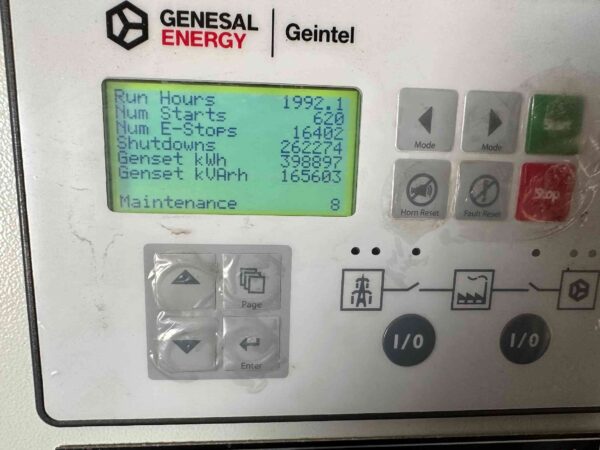 GENESAL
ENERGY
Geintel
Run Hours 1992.1
Num Starts 620
Num E-Stops 16402
Shutdowns 262274
Genset kWh 398897
Genset kVArh 165603
Maintenance 8
Mode
Mode
Horn Reset
Fault Reset
Stop
Page
Enter
I/O
I/O